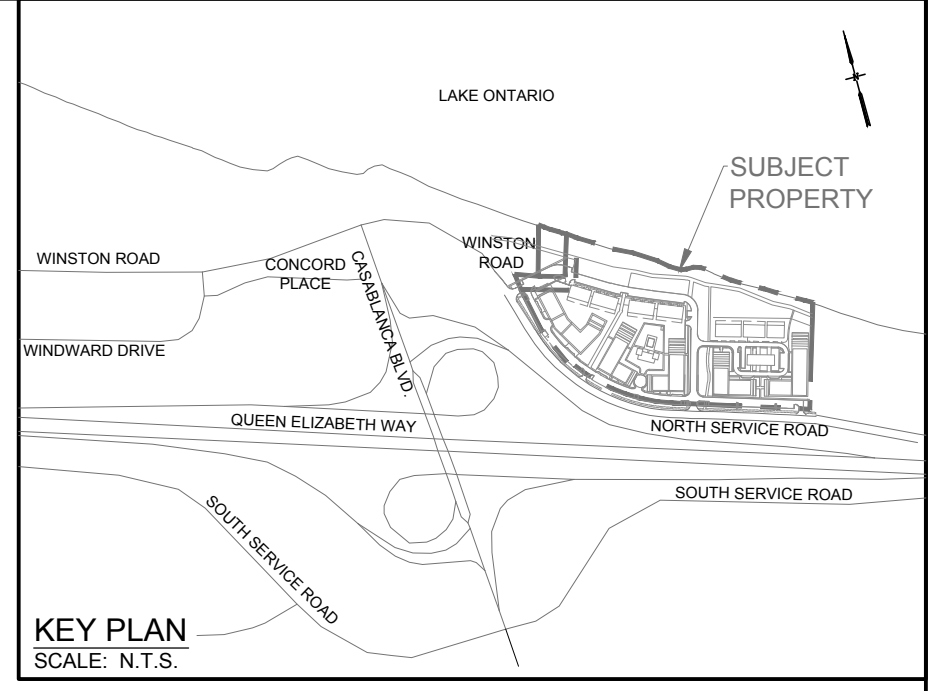 LAKE ONTARIO
SUBJECT
PROPERTY
WINSTON
ROAD
WINSTON ROAD
CONCORD
PLACE
CASABLANCA BLVD.
WINDWARD DRIVE
QUEEN ELIZABETH WAY
NORTH SERVICE ROAD
SOUTH SERVICE ROAD
SOUTH SERVICE ROAD
KEY PLAN
SCALE: N.T.S.